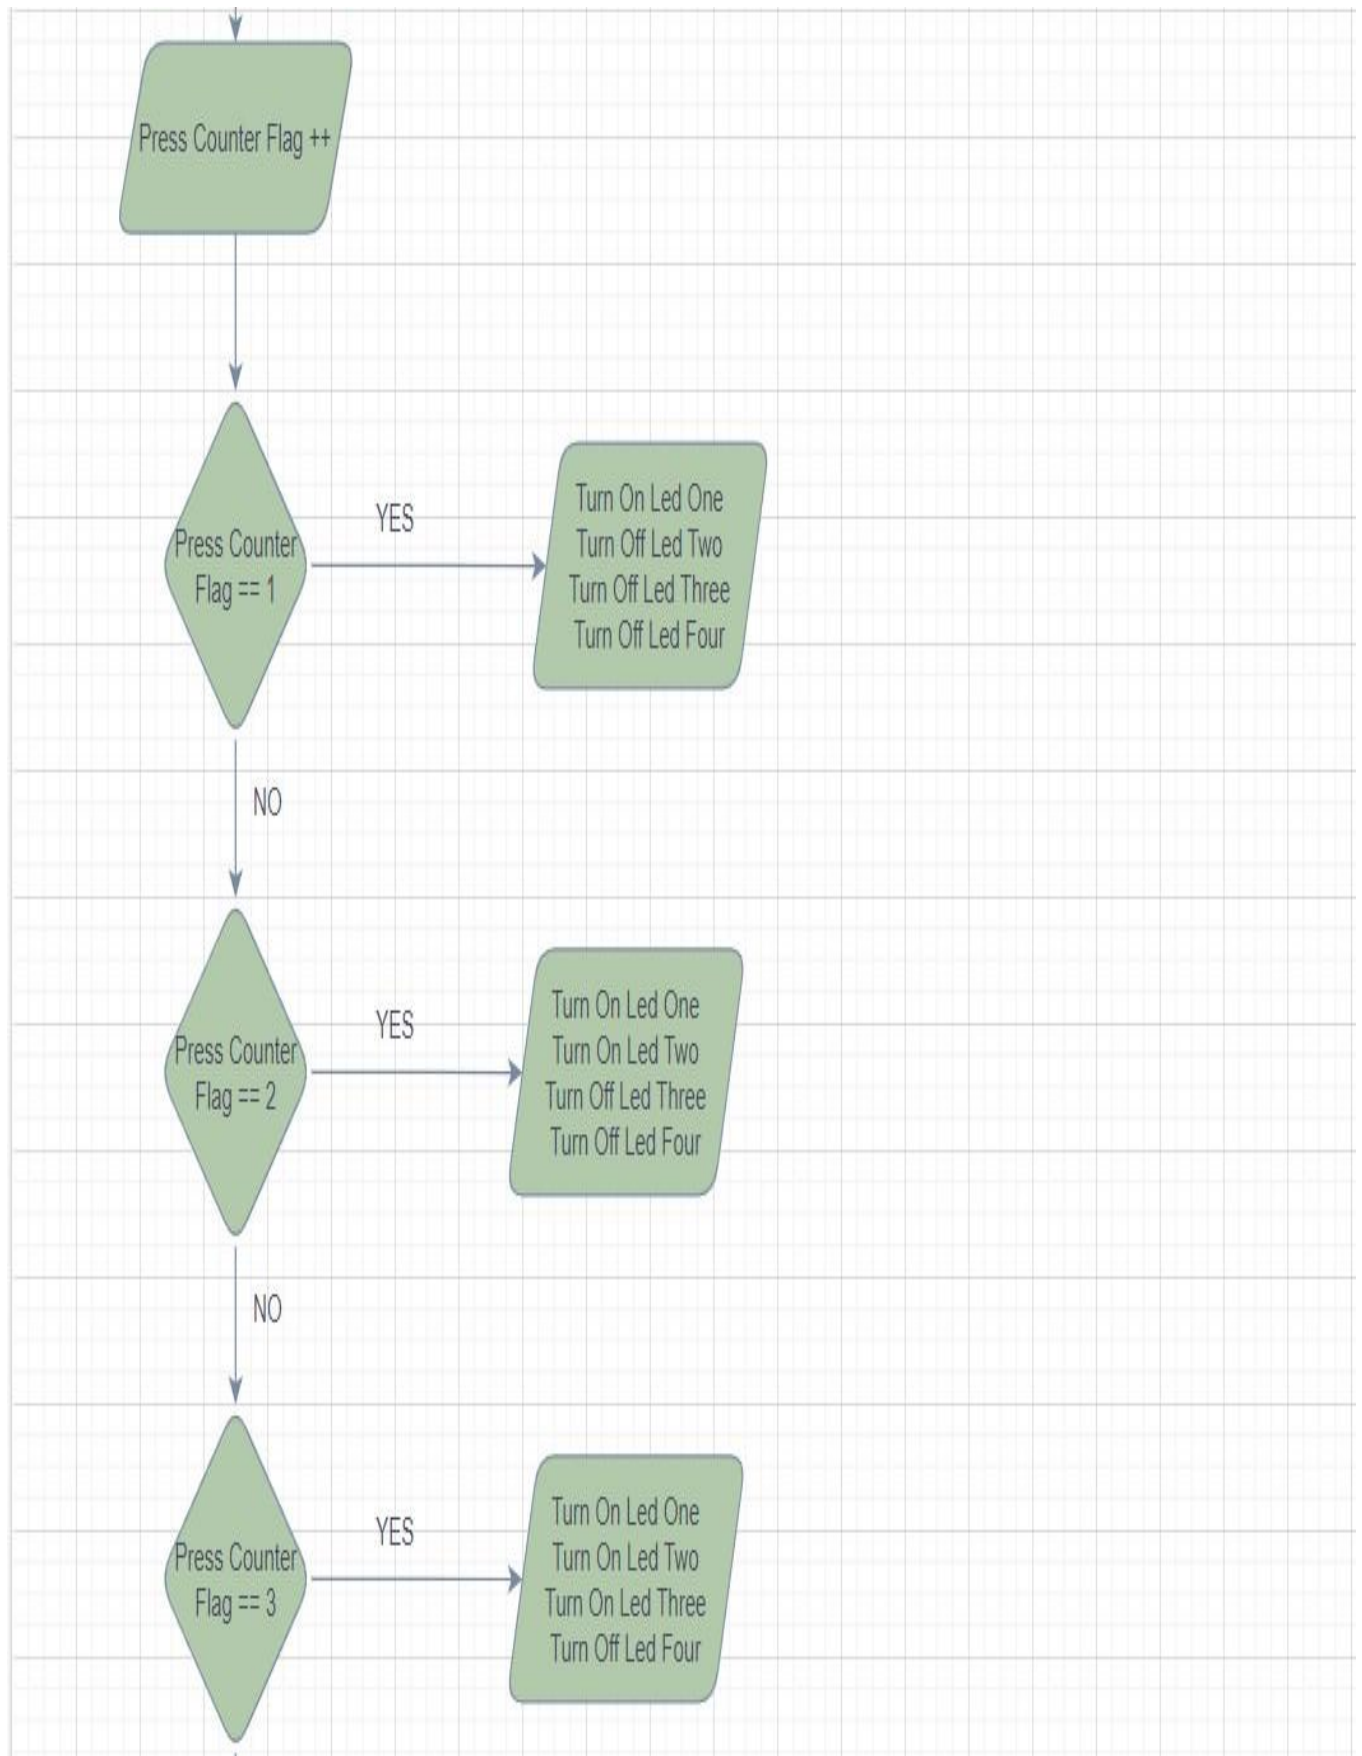 Press Counter Flag ++
Press Counter
Flag == 1
YES
Turn On Led One
Turn Off Led Two
Turn Off Led Three
Turn Off Led Four
NO
Press Counter
Flag == 2
YES
Turn On Led One
Turn On Led Two
Turn Off Led Three
Turn Off Led Four
NO
Press Counter
Flag == 3
YES
Turn On Led One
Turn On Led Two
Turn On Led Three
Turn Off Led Four